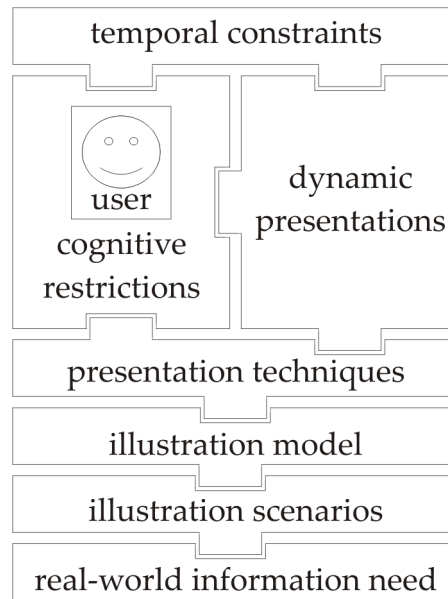 temporal constraints
user
cognitive
restrictions
dynamic
presentations
presentation techniques
illustration model
illustration scenarios
real-world information need